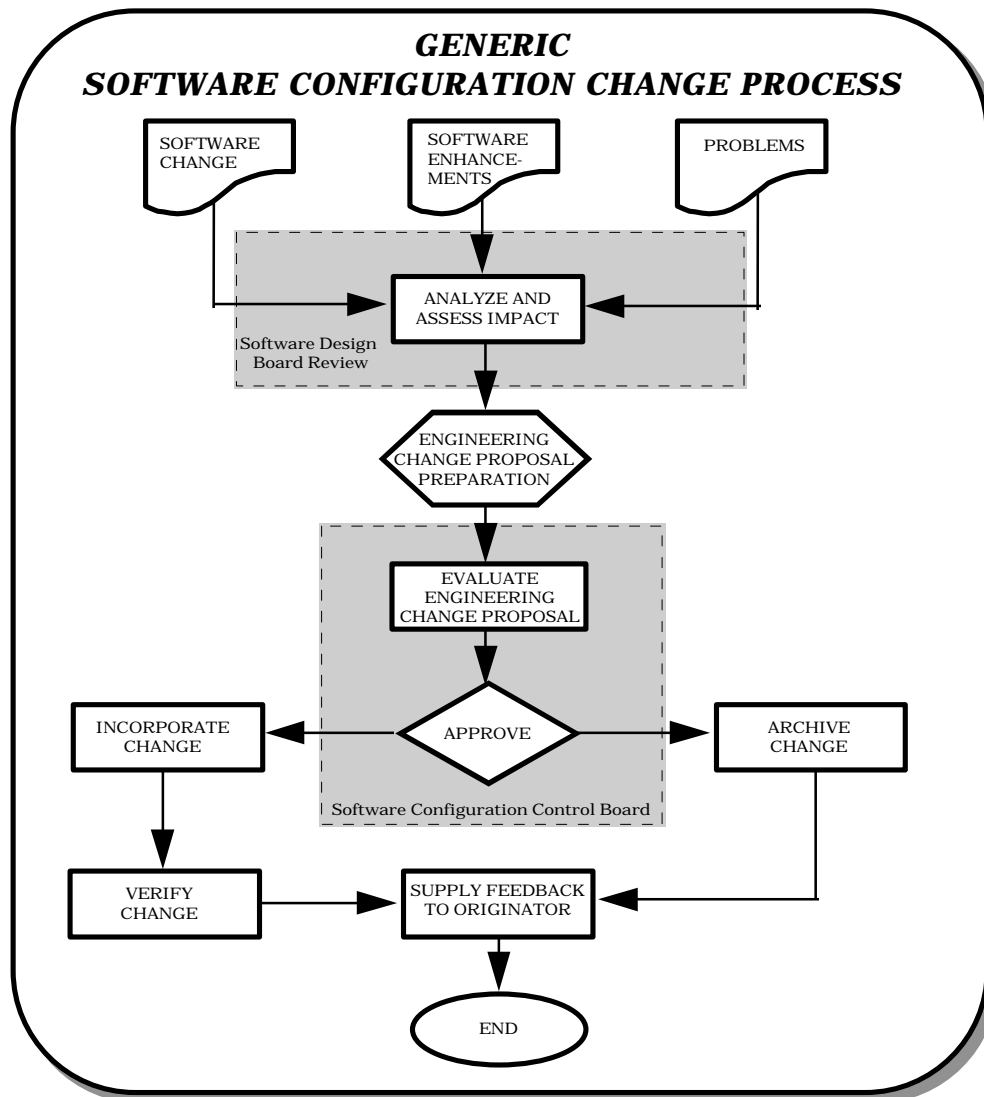 GENERIC
SOFTWARE CONFIGURATION CHANGE PROCESS
SOFTWARE
CHANGE
SOFTWARE
ENHANCE-
MENTS
PROBLEMS
ANALYZE AND
ASSESS IMPACT
Software Design
Board Review
ENGINEERING
CHANGE PROPOSAL
PREPARATION
EVALUATE
ENGINEERING
CHANGE PROPOSAL
INCORPORATE
CHANGE
APPROVE
ARCHIVE
CHANGE
Software Configuration Control Board
VERIFY
CHANGE
SUPPLY FEEDBACK
TO ORIGINATOR
END